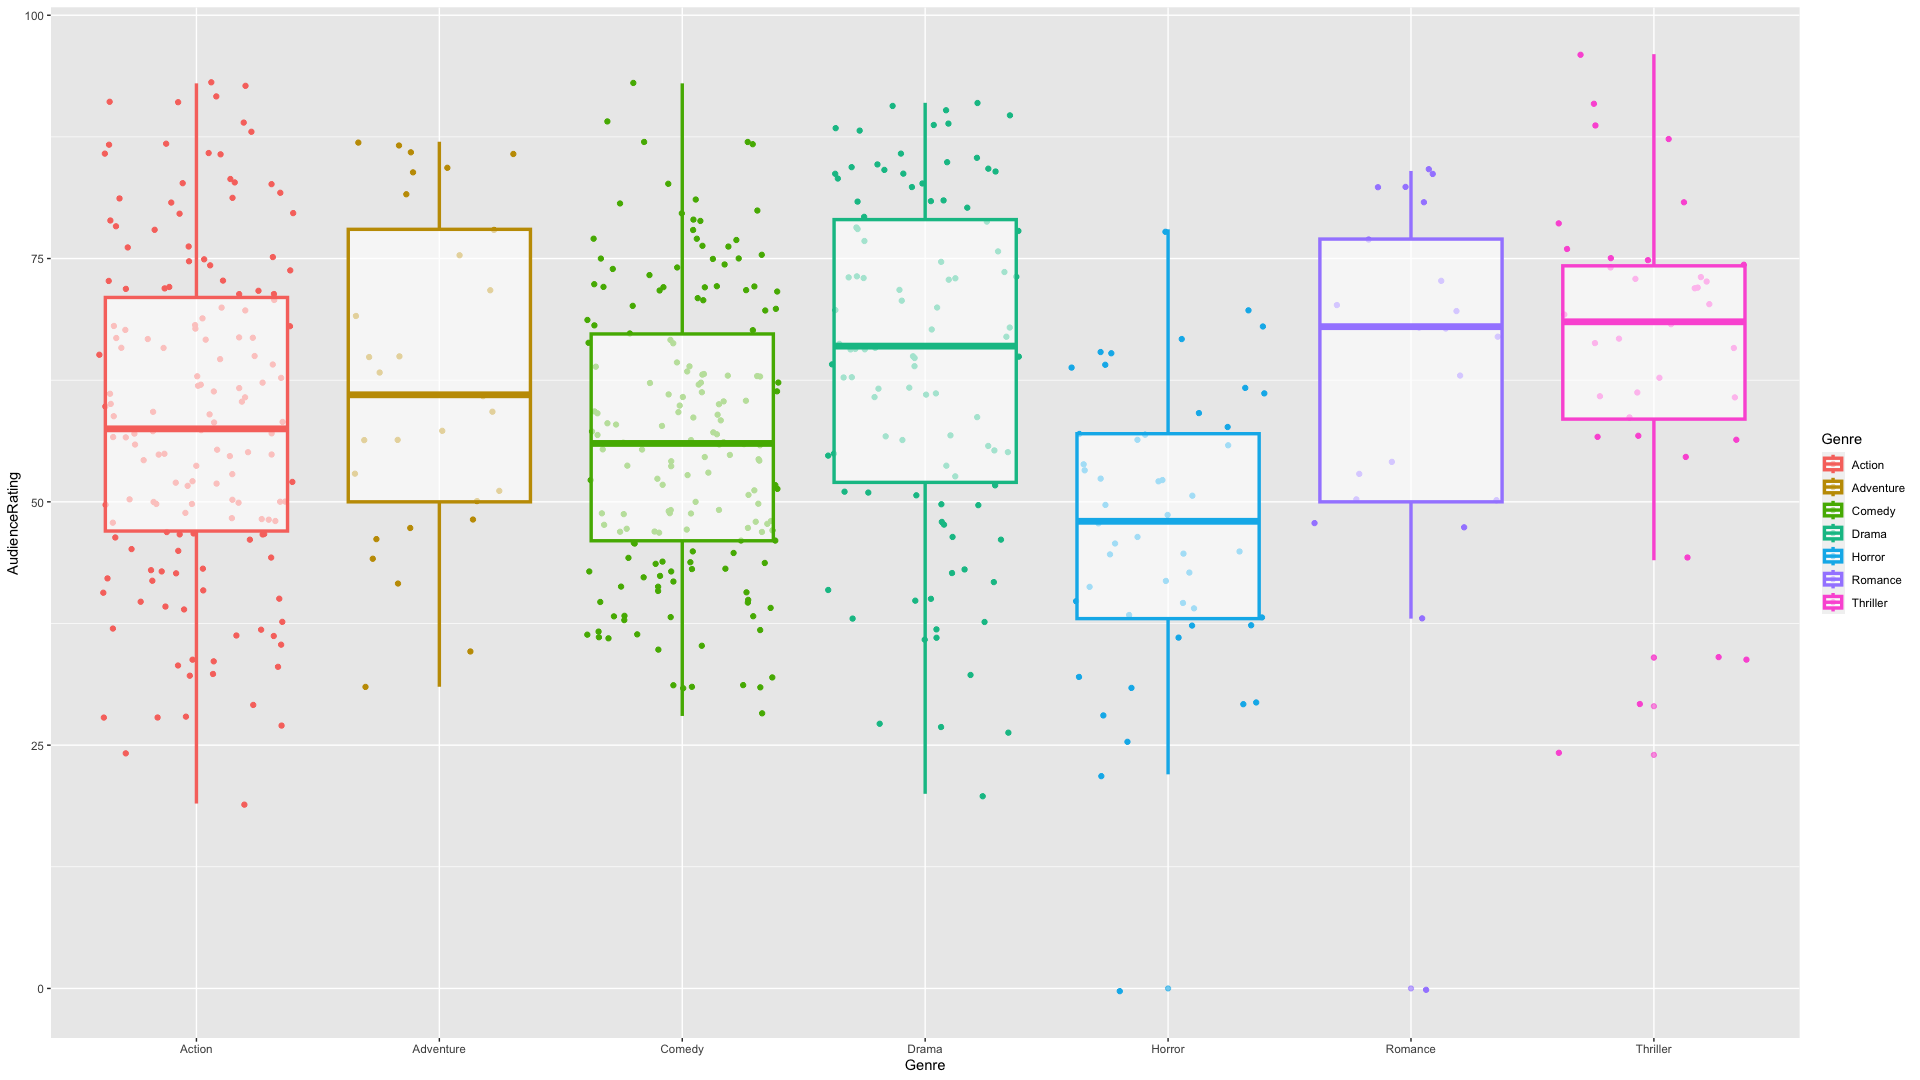 100
75
50
25
0
AudienceRating
Action
Adventure
Comedy
Drama
Horror
Romance
Thriller
Genre
Genre
Action
Adventure
Comedy
Drama
Horror
Romance
Thriller